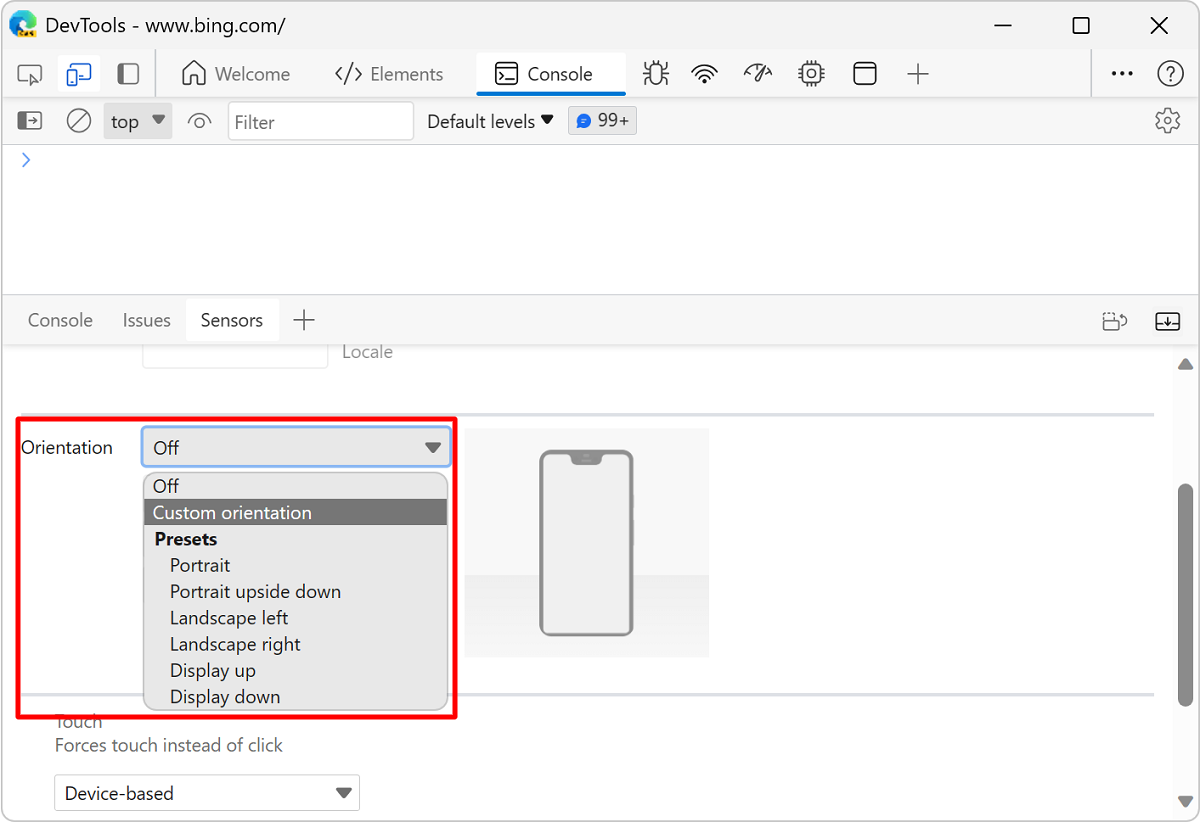 DevTools - www.bing.com/
Welcome
Elements
Console
top
Filter
Default levels
99+
Console
Issues
Sensors
Locale
Orientation
Off
Off
Custom orientation
Presets
Portrait
Portrait upside down
Landscape left
Landscape right
Display up
Display down
Touch
Forces touch instead of click
Device-based